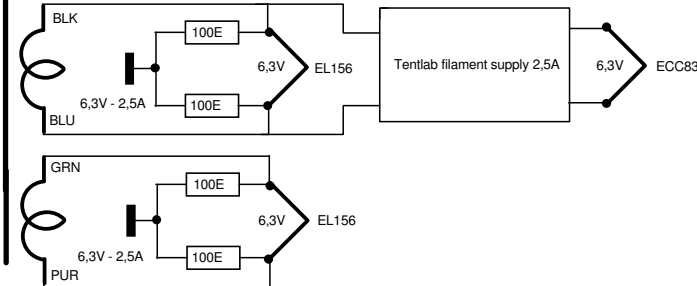 BLK
100E
6,3V
EL156
Tentlab filament supply 2,5A
6,3V
ECC83
6,3V - 2,5A
100E
BLU
GRN
100E
6,3V
EL156
6,3V - 2,5A
100E
PUR